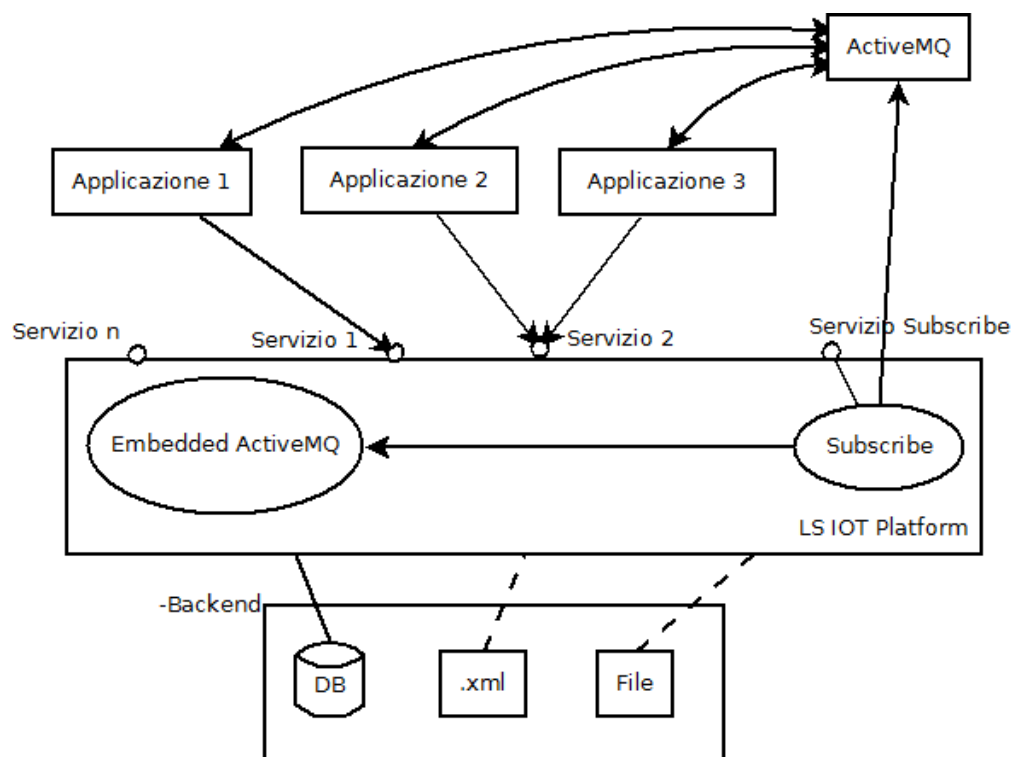 ActiveMQ
Applicazione 1
Applicazione 2
Applicazione 3
Servizio n
Servizio 1
Servizio 2
Servizio Subscribe
Embedded ActiveMQ
Subscribe
LS IOT Platform
-Backend
DB
.xml
File